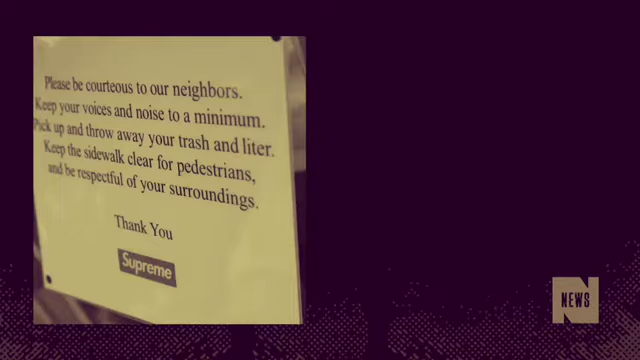 Please be courteous to our neighbors.
Keep your voices and noise to a minimum.
Pick up and throw away your trash and liter.
Keep the sidewalk clear for pedestrians,
and be respectful of your surroundings.
Thank You
Supreme
N
NEWS